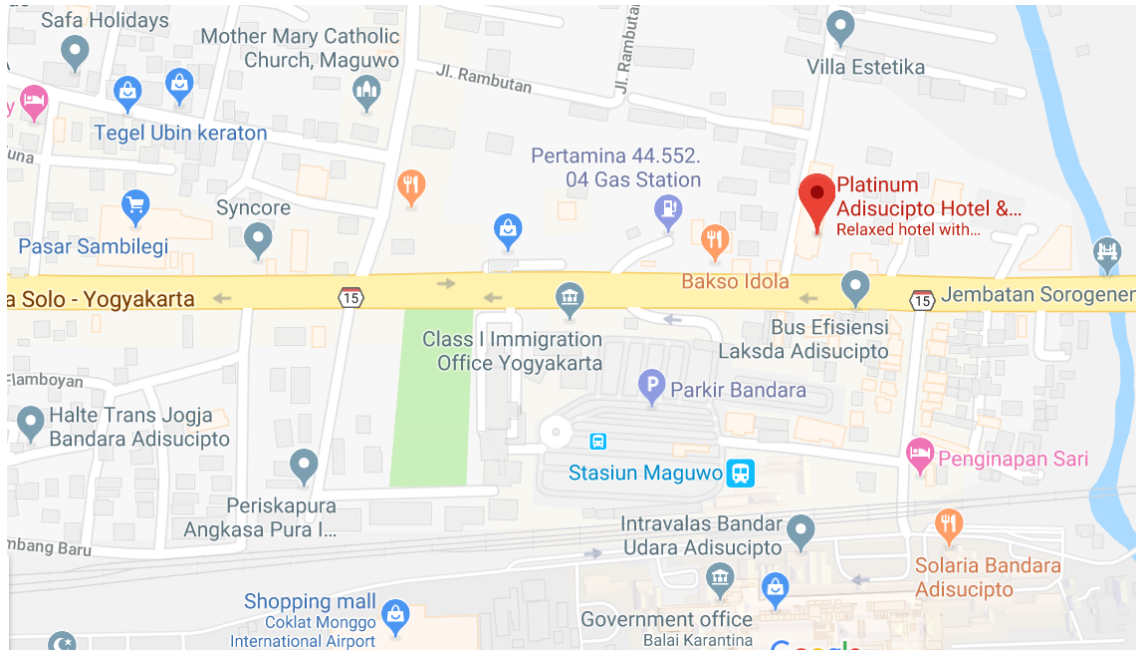 Safa Holidays
Mother Mary Catholic
Church, Maguwo
Jl. Rambutan
Jl. Rambutan
Villa Estetika
Tegel Ubin keraton
Pertamina 44.552.
04 Gas Station
Platinum
Adisucipto Hotel &...
Relaxed hotel with...
Syncore
Pasar Sambilegi
Bakso Idola
a Solo - Yogyakarta
15
15
Jembatan Sorogenen
Class I Immigration
Office Yogyakarta
Bus Efisiensi
Laksda Adisucipto
Flamboyan
P
Parkir Bandara
Halte Trans Jogja
Bandara Adisucipto
Penginapan Sari
Stasiun Maguwo
Periskapura
Angkasa Pura I...
Intravalas Bandar
Udara Adisucipto
mbang Baru
Solaria Bandara
Adisucipto
Shopping mall
Coklat Monggo
International Airport
Government office
Balai Karantina
Google